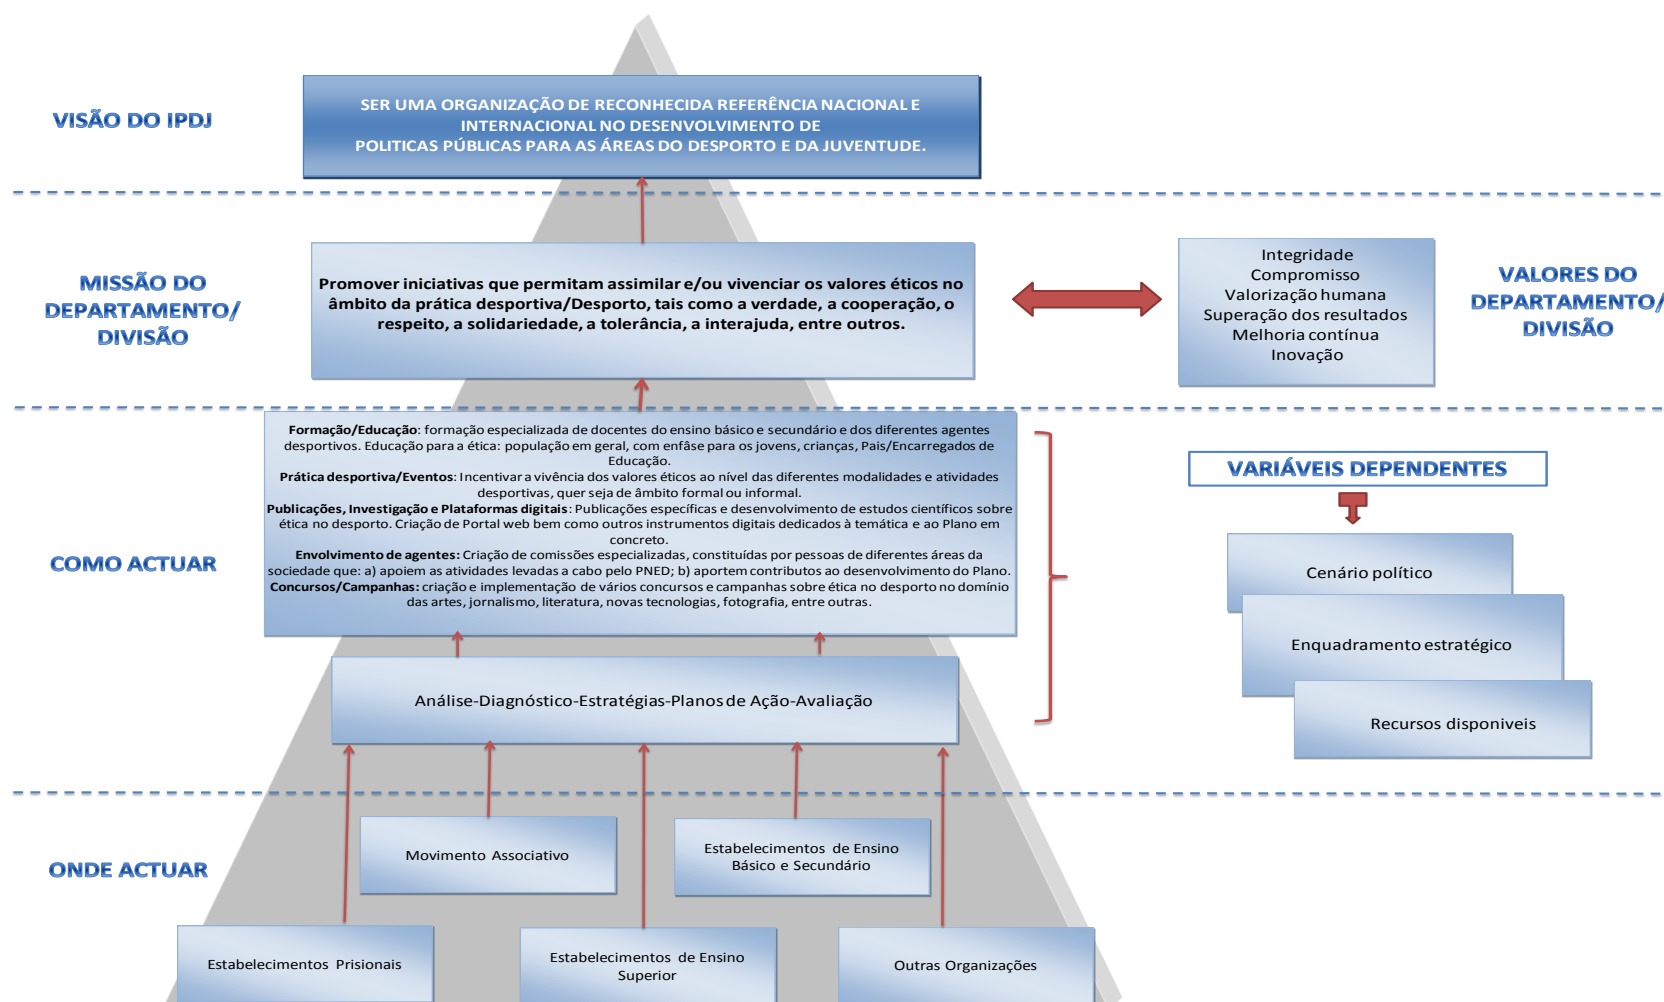 VISÃO DO IPDJ
SER UMA ORGANIZAÇÃO DE RECONHECIDA REFERÊNCIA NACIONAL E
INTERNACIONAL NO DESENVOLVIMENTO DE
POLITICAS PÚBLICAS PARA AS ÁREAS DO DESPORTO E DA JUVENTUDE.
MISSÃO DO
DEPARTAMENTO/
DIVISÃO
Promover iniciativas que permitam assimilar e/ou vivenciar os valores éticos no
âmbito da prática desportiva/Desporto, tais como a verdade, a cooperação, o
respeito, a solidariedade, a tolerância, a interajuda, entre outros.
Integridade
Compromisso
Valorização humana
Superação dos resultados
Melhoria contínua
Inovação
VALORES DO
DEPARTAMENTO/
DIVISÃO
COMO ACTUAR
Formação/Educação: formação especializada de docentes do ensino básico e secundário e dos diferentes agentes
desportivos. Educação para a ética: população em geral, com enfâse para os jovens, crianças, Pais/Encarregados de
Educação.
Prática desportiva/Eventos: Incentivar a vivência dos valores éticos ao nível das diferentes modalidades e atividades
desportivas, quer seja de âmbito formal ou informal.
Publicações, Investigação e Plataformas digitais: Publicações específicas e desenvolvimento de estudos científicos sobre
ética no desporto. Criação de Portal web bem como outros instrumentos digitais dedicados à temática e ao Plano em
concreto.
Envolvimento de agentes: Criação de comissões especializadas, constituídas por pessoas de diferentes áreas da
sociedade que: a) apoiem as atividades levadas a cabo pelo PNED; b) aportem contributos ao desenvolvimento do Plano.
Concursos/Campanhas: criação e implementação de vários concursos e campanhas sobre ética no desporto no domínio
das artes, jornalismo, literatura, novas tecnologias, fotografia, entre outras.
Análise-Diagnóstico-Estratégias-Planos de Ação-Avaliação
VARIÁVEIS DEPENDENTES
Cenário político
Enquadramento estratégico
Recursos disponiveis
ONDE ACTUAR
Movimento Associativo
Estabelecimentos de Ensino
Básico e Secundário
Estabelecimentos Prisionais
Estabelecimentos de Ensino
Superior
Outras Organizações